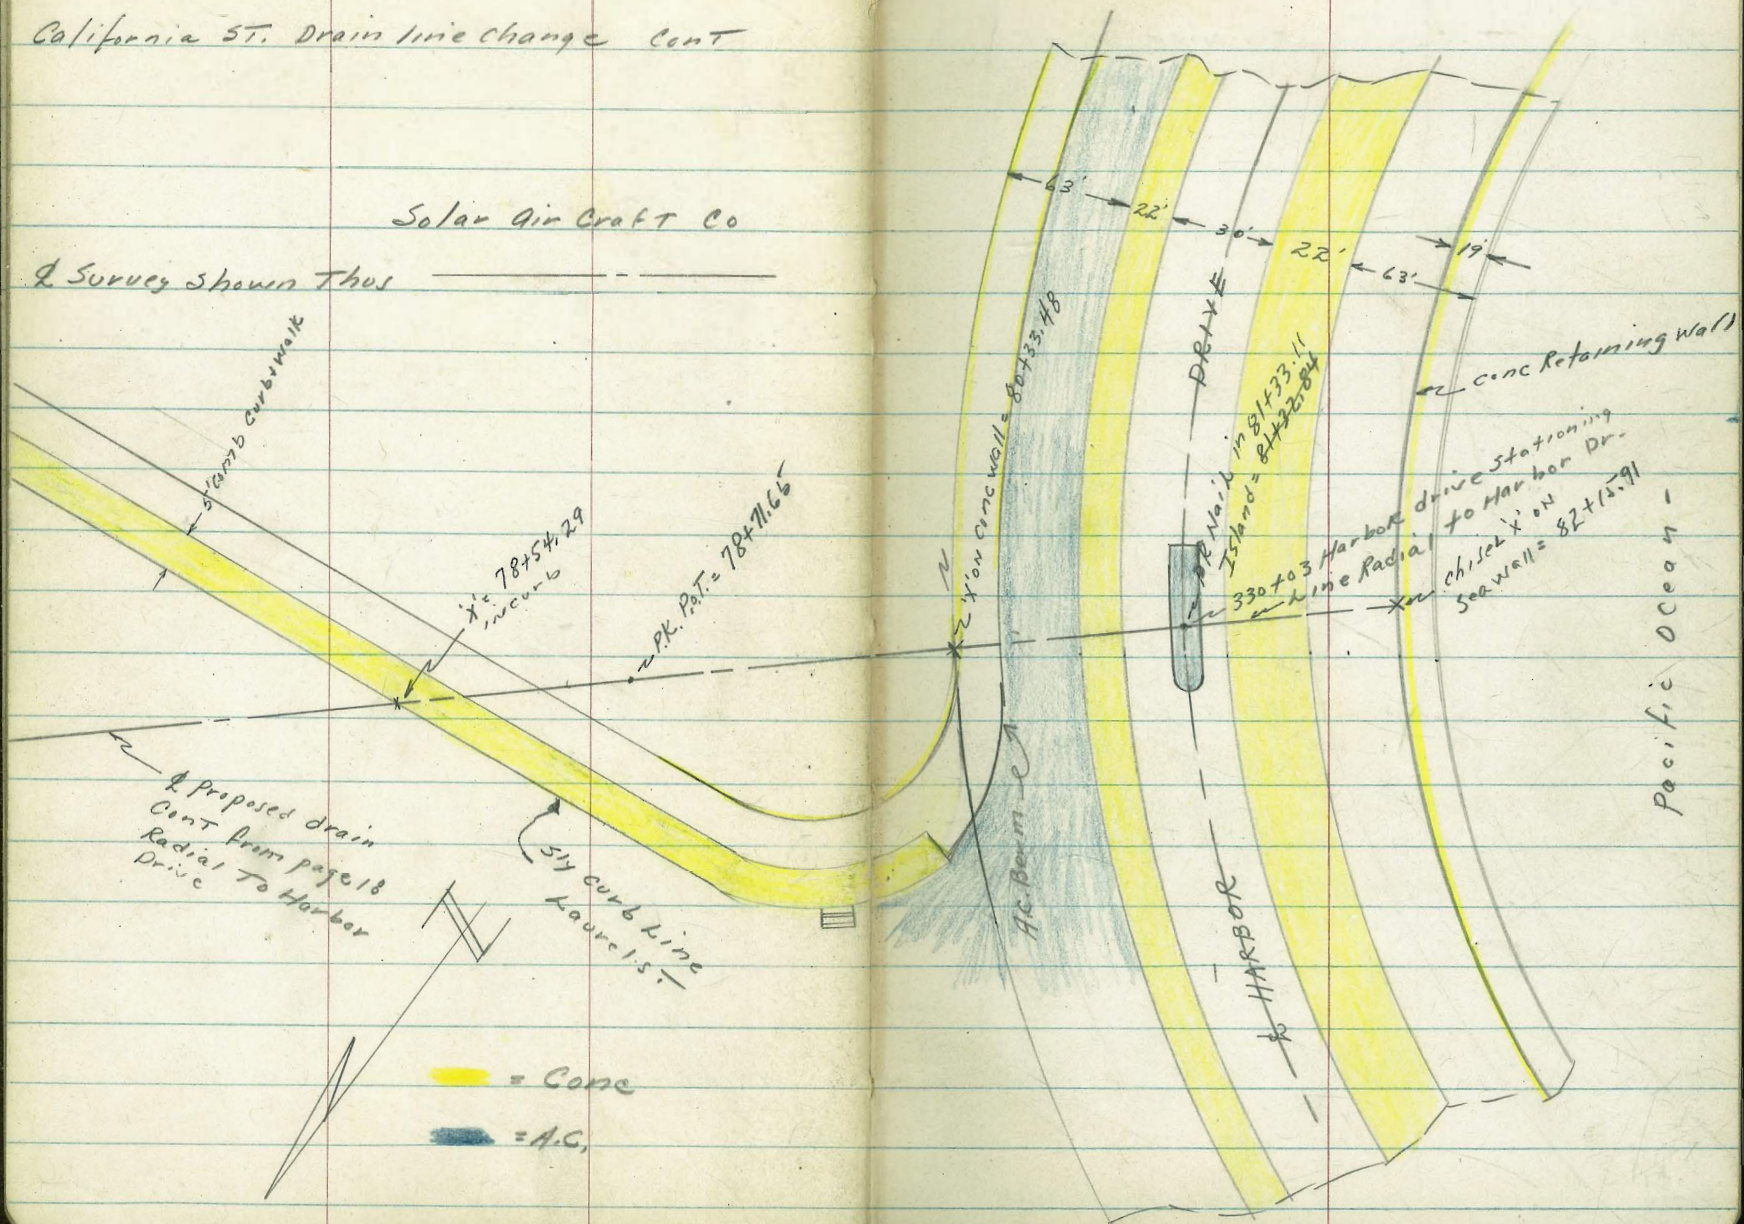 California ST. Drain line change Cont
Solar Air Craft Co
℄ Survey Shown Thus
5' comb curb+walk
'X' = 78+54.29
in curb
P.K. P.O.T. = 78+71.65
℄ Proposed drain
Cont from page 18
Radial To Harbor
Drive
S'ly curb Line
Laurel ST.
= Conc
= A.C.
63'
22'
30'
22'
63'
19'
'X' on conc wall = 80+33.48
A.C. Berm
℄ HARBOR DRIVE
Nail in 81+33.11
Island = 81+32.84
conc Retaining wall
330+03 Harbor drive stationing
Line Radial to Harbor Dr.
chisel 'X' on
Sea wall = 82+15.91
Pacific Ocean